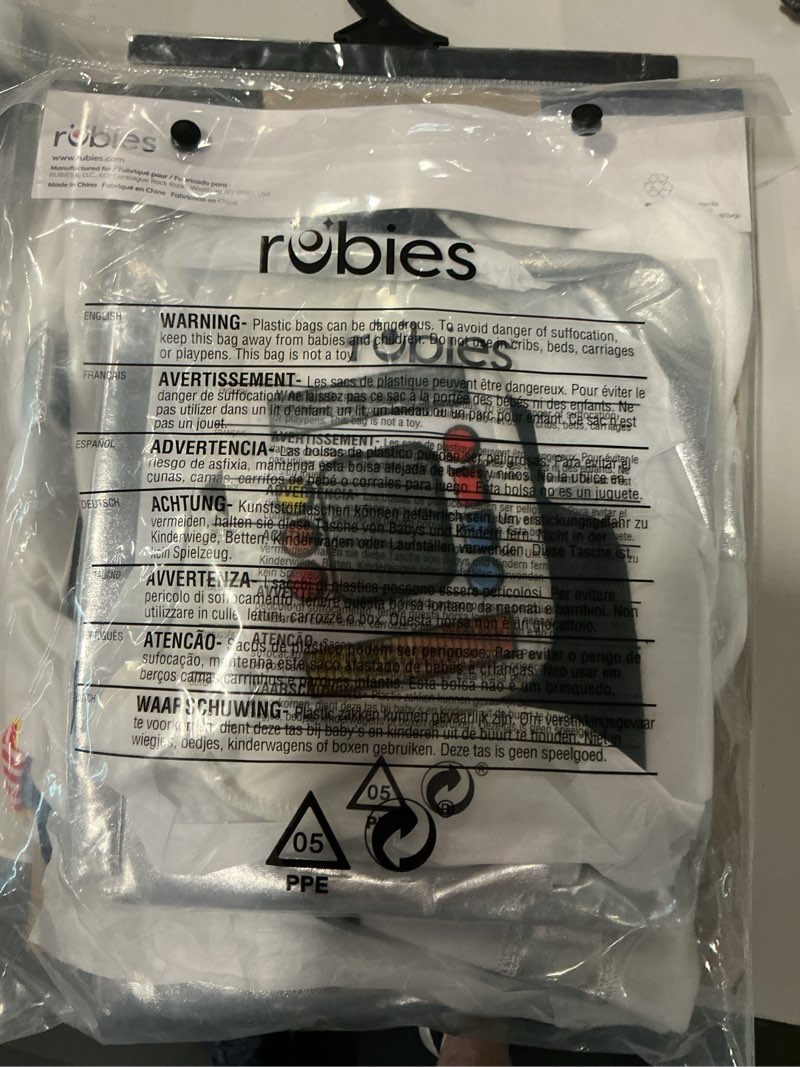 rubies
www.rubies.com
Manufactured for / Fabriqué pour / Fabricado para
Made in China Fabriqué en Chine Fabricado en China
rubies
ENGLISH
WARNING- Plastic bags can be dangerous. To avoid danger of suffocation,
keep this bag away from babies and children. Do not use in cribs, beds, carriages
or playpens. This bag is not a toy.
rubies
FRANÇAIS
AVERTISSEMENT- Les sacs de plastique peuvent être dangereux. Pour éviter le
danger de suffocation, ne laissez pas ce sac à la portée des bébés ni des enfants. Ne
pas utiliser dans un lit d'enfant, un lit, un landau ou un parc pour enfant. Ce sac n'est
pas un jouet.
ESPAÑOL
ADVERTENCIA- Las bolsas de plástico pueden ser peligrosas. Para evitar el
riesgo de asfixia, mantenga esta bolsa alejada de bebés y niños. No la ubice en
cunas, camas, carritos de bébé o corrales para juego. Esta bolsa no es un juguete.
DEUTSCH
ACHTUNG- Kunststofftaschen können gefährlich sein. Um erstickungsgefahr zu
vermeiden, halten sie diese Tasche von Babys und Kindern fern. Nicht in der
Kinderwiege, Betten, Kinderwagen oder Laufställen verwenden. Diese Tasche ist
kein Spielzeug.
AVVERTENZA- I sacchi di plastica possono essere pericolosi. Per evitare
pericolo di soffocamento, tenere questa borsa lontano da neonati e bambini. Non
utilizzare in culle, lettini, carrozze o box. Questa borsa non è un giocattolo.
ATENCÃO- Sacos de plástico podem ser perigosos. Para evitar o perigo de
sufocação, mantenha este saco afastado de bebês e crianças. Não usar em
berços camas, carrinhos e parques infantis. Esta bolsa não é um brinquedo.
WAARSCHUWING- Plastic zakken kunnen gevaarlijk zijn. Om verstikkingsgevaar
te voorkomen, dient deze tas bij baby's en kinderen uit de buurt te houden. Niet in
wiegjes, bedjes, kinderwagens of boxen gebruiken. Deze tas is geen speelgoed.
05
05
PPE